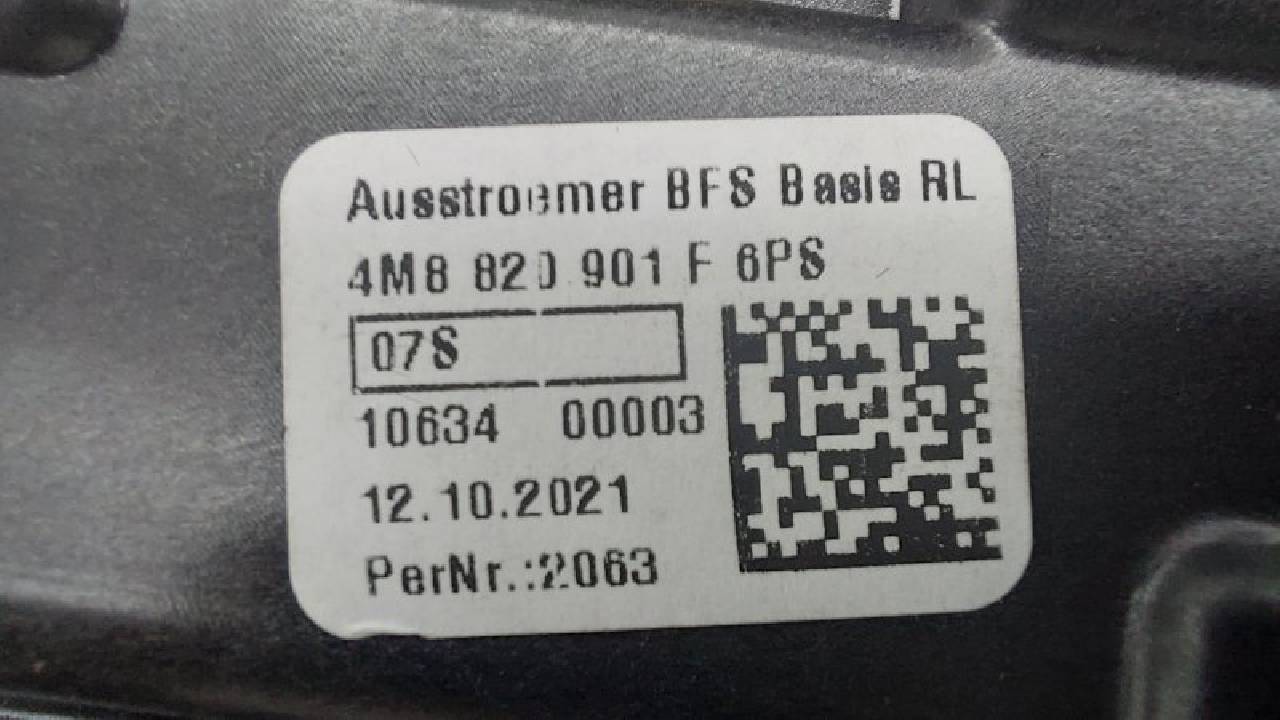 Ausstroemer BFS Basis RL
4M8 820 901 F 6PS
07S
10634 00003
12.10.2021
PerNr.:2063